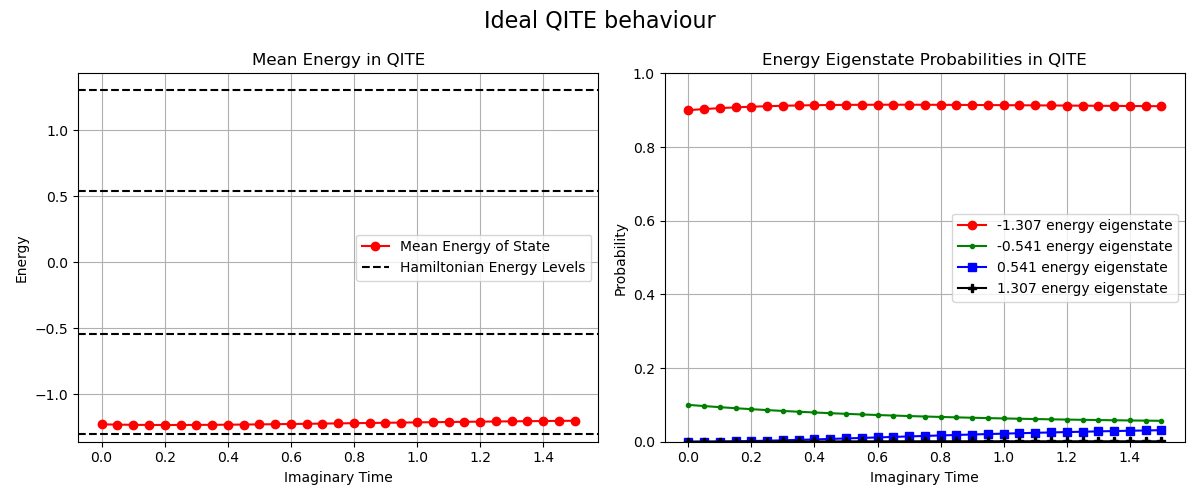 Ideal QITE behaviour
Mean Energy in QITE
Energy
1.0
0.5
0.0
−0.5
−1.0
Mean Energy of State
Hamiltonian Energy Levels
0.0 0.2 0.4 0.6 0.8 1.0 1.2 1.4
Imaginary Time
Energy Eigenstate Probabilities in QITE
Probability
1.0
0.8
0.6
0.4
0.2
0.0
-1.307 energy eigenstate
-0.541 energy eigenstate
0.541 energy eigenstate
1.307 energy eigenstate
0.0 0.2 0.4 0.6 0.8 1.0 1.2 1.4
Imaginary Time